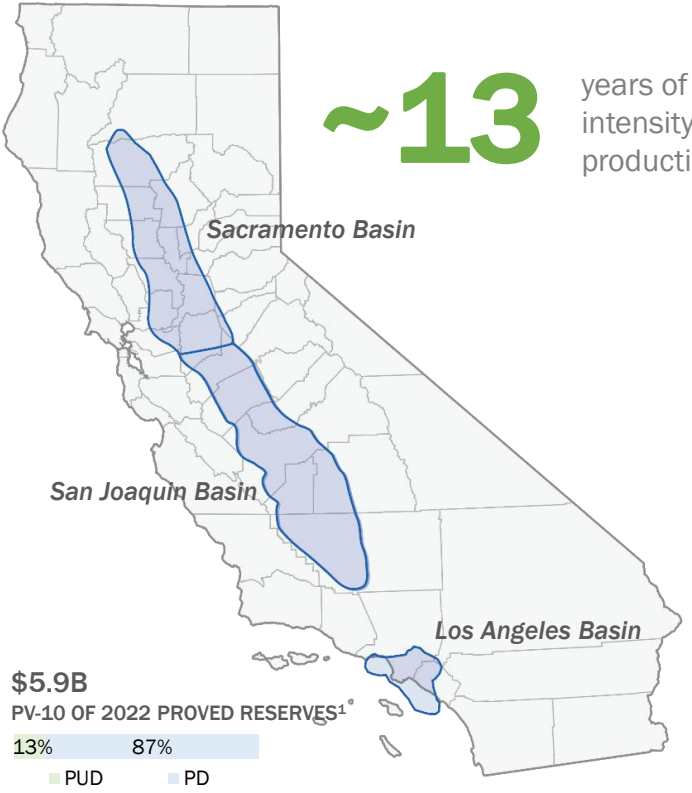 ~13
years of
intensity
Sacramento Basin
San Joaquin Basin
Los Angeles Basin
$5.9B
PV-10 OF 2022 PROVED RESERVES¹
13% 87%
PUD PD